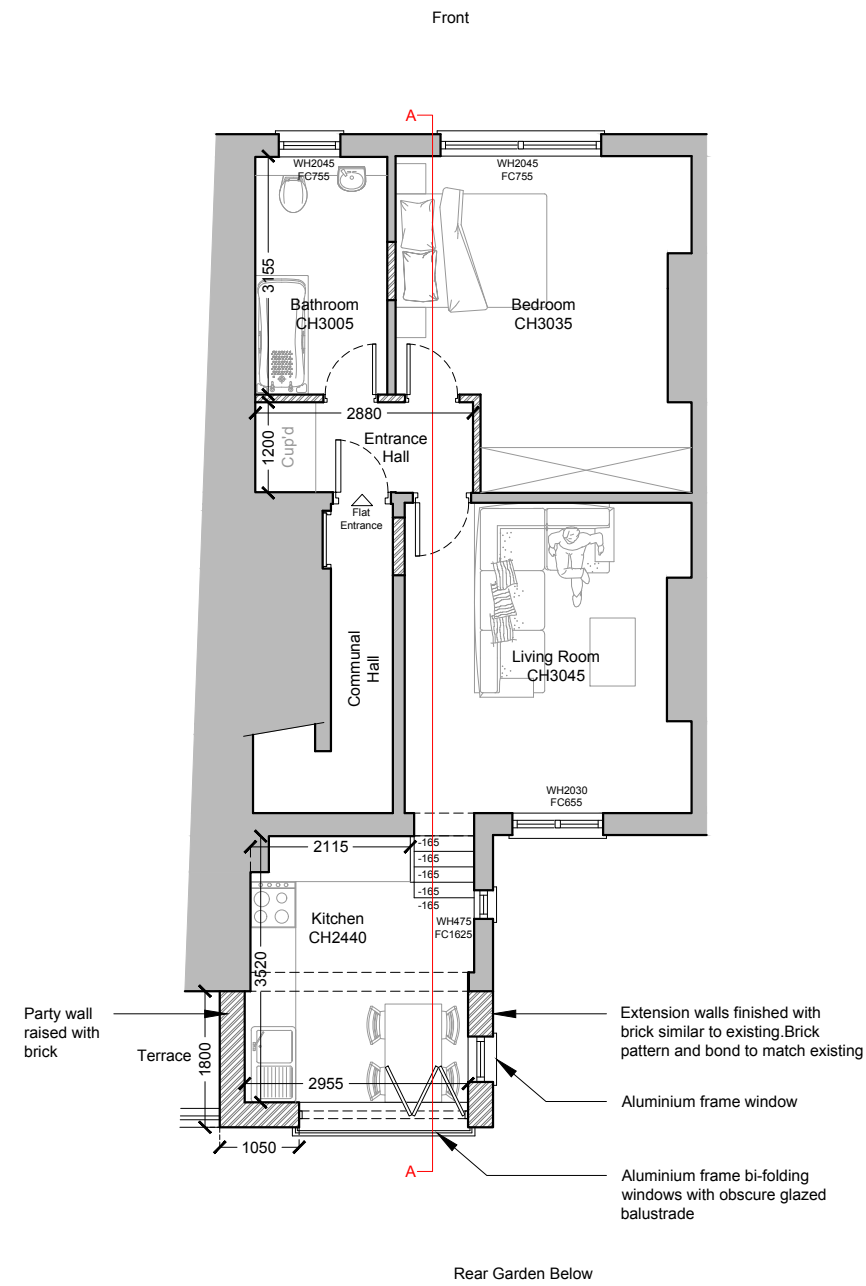 Front
A
WH2045
FC755
WH2045
FC755
3155
Bathroom
CH3005
Bedroom
CH3035
2880
1200
Cup'd
Entrance
Hall
Flat
Entrance
Communal
Hall
Living Room
CH3045
WH2030
FC655
2115
-165
-165
-165
-165
-165
Kitchen
CH2440
WH475
FC1625
3520
Party wall
raised with
brick
Terrace
1800
Extension walls finished with
brick similar to existing.Brick
pattern and bond to match existing
2955
Aluminium frame window
1050
A
Aluminium frame bi-folding
windows with obscure glazed
balustrade
Rear Garden Below